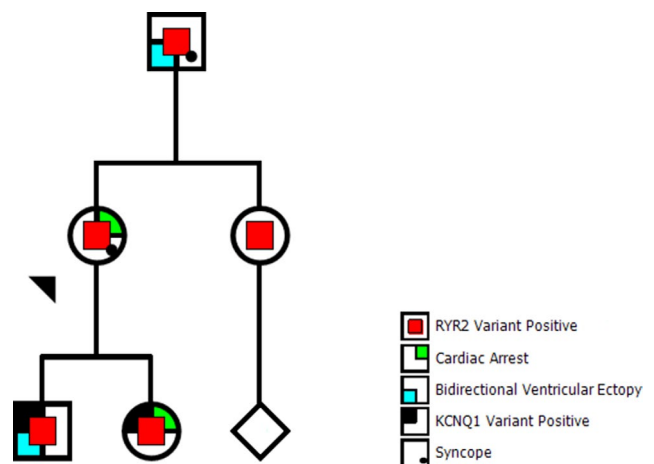 RYR2 Variant Positive
Cardiac Arrest
Bidirectional Ventricular Ectopy
KCNQ1 Variant Positive
Syncope